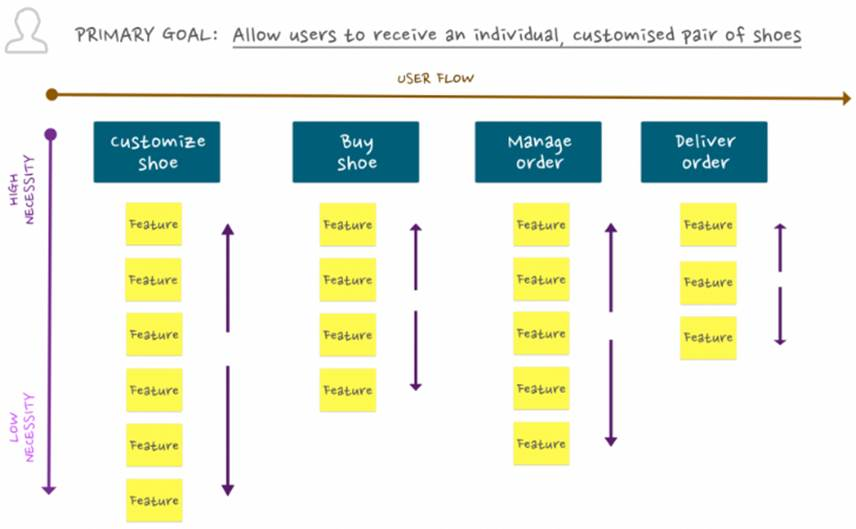 PRIMARY GOAL: Allow users to receive an individual, customised pair of shoes
USER FLOW
HIGH
NECESSITY
LOW
NECESSITY
Customize
shoe
Buy
shoe
Manage
order
Deliver
order
Feature Feature Feature Feature
Feature Feature Feature Feature
Feature Feature Feature Feature
Feature Feature Feature
Feature Feature
Feature